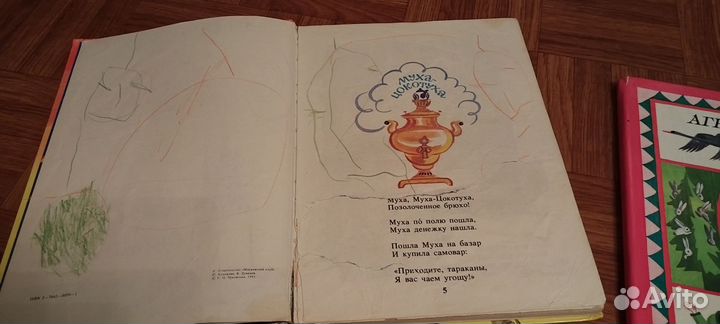 МУХА-
ЦОКОТУХА
Муха, Муха-Цокотуха,
Позолоченное брюхо!
Муха по́ полю пошла,
Муха денежку нашла.
Пошла Муха на базар
И купила самовар:
«Приходите, тараканы,
Я вас чаем угощу!»
5
АГ
Avito